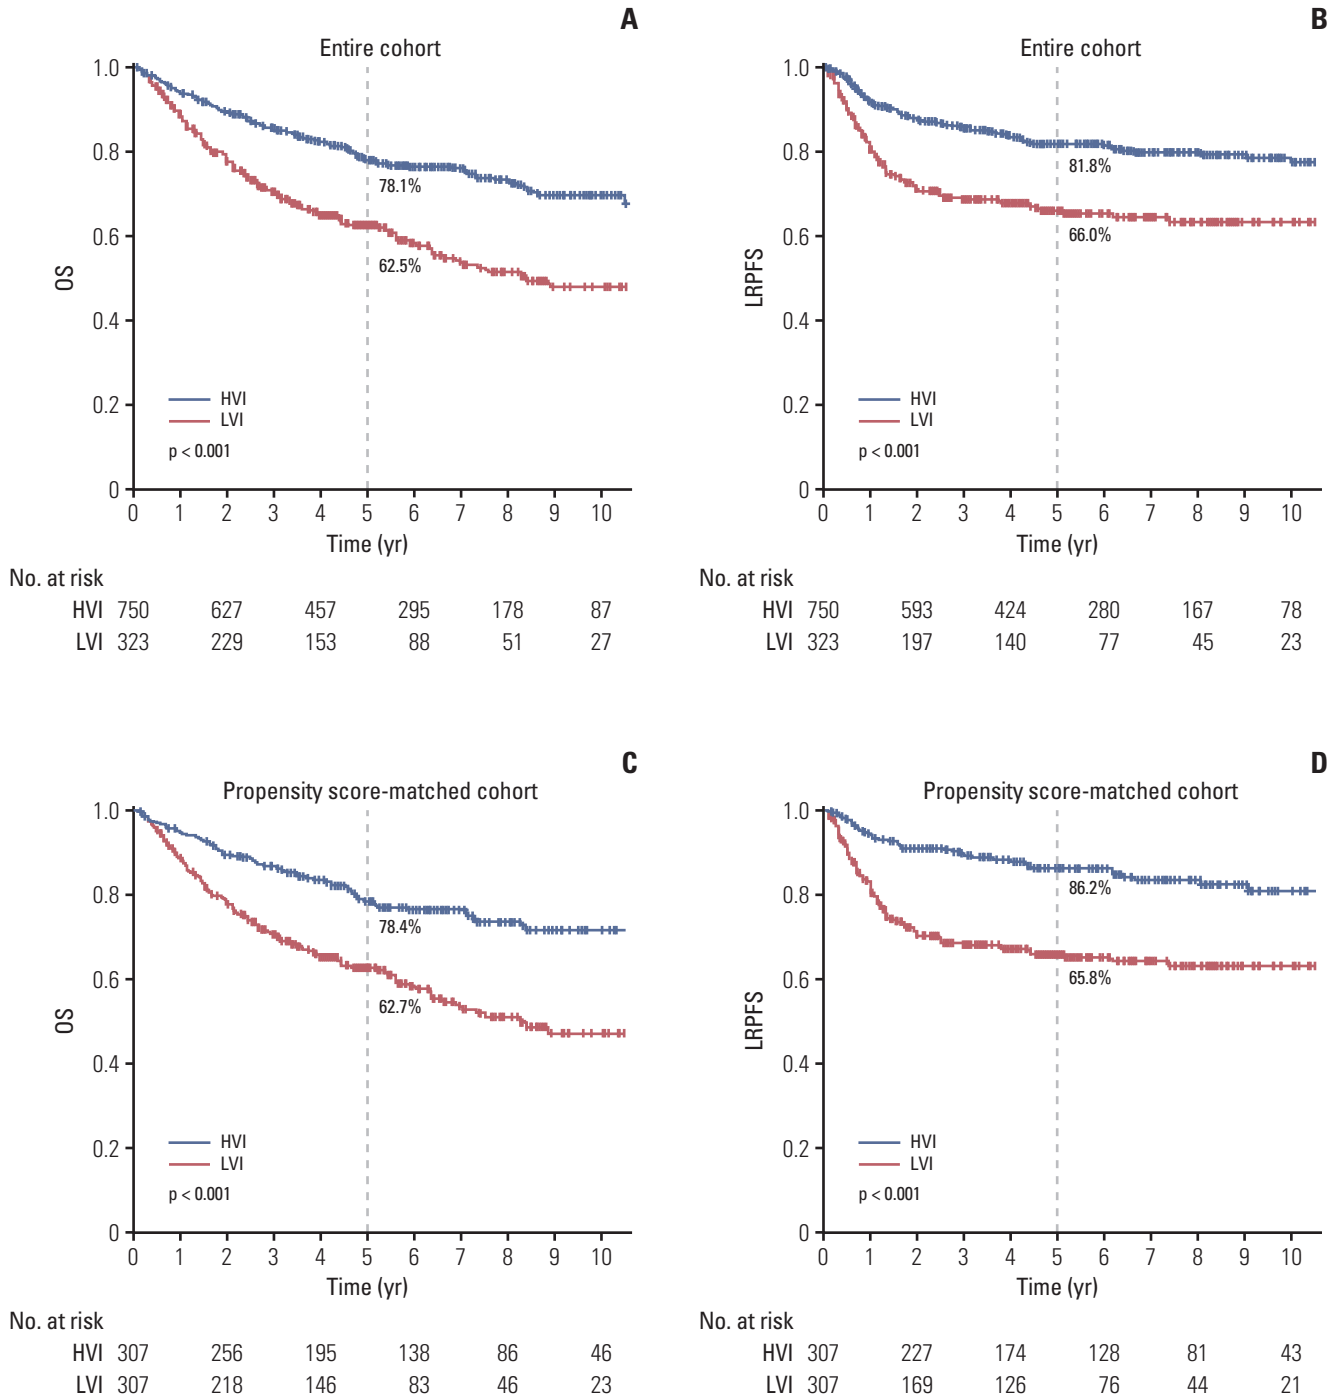 A
Entire cohort
1.0
0.8
0.6
0.4
0.2
0
OS
78.1%
62.5%
HVI
LVI
p < 0.001
0 1 2 3 4 5 6 7 8 9 10
Time (yr)
No. at risk
HVI 750 627 457 295 178 87
LVI 323 229 153 88 51 27
B
Entire cohort
1.0
0.8
0.6
0.4
0.2
0
LRPFS
81.8%
66.0%
HVI
LVI
p < 0.001
0 1 2 3 4 5 6 7 8 9 10
Time (yr)
No. at risk
HVI 750 593 424 280 167 78
LVI 323 197 140 77 45 23
C
Propensity score-matched cohort
1.0
0.8
0.6
0.4
0.2
0
OS
78.4%
62.7%
HVI
LVI
p < 0.001
0 1 2 3 4 5 6 7 8 9 10
Time (yr)
No. at risk
HVI 307 256 195 138 86 46
LVI 307 218 146 83 46 23
D
Propensity score-matched cohort
1.0
0.8
0.6
0.4
0.2
0
LRPFS
86.2%
65.8%
HVI
LVI
p < 0.001
0 1 2 3 4 5 6 7 8 9 10
Time (yr)
No. at risk
HVI 307 227 174 128 81 43
LVI 307 169 126 76 44 21